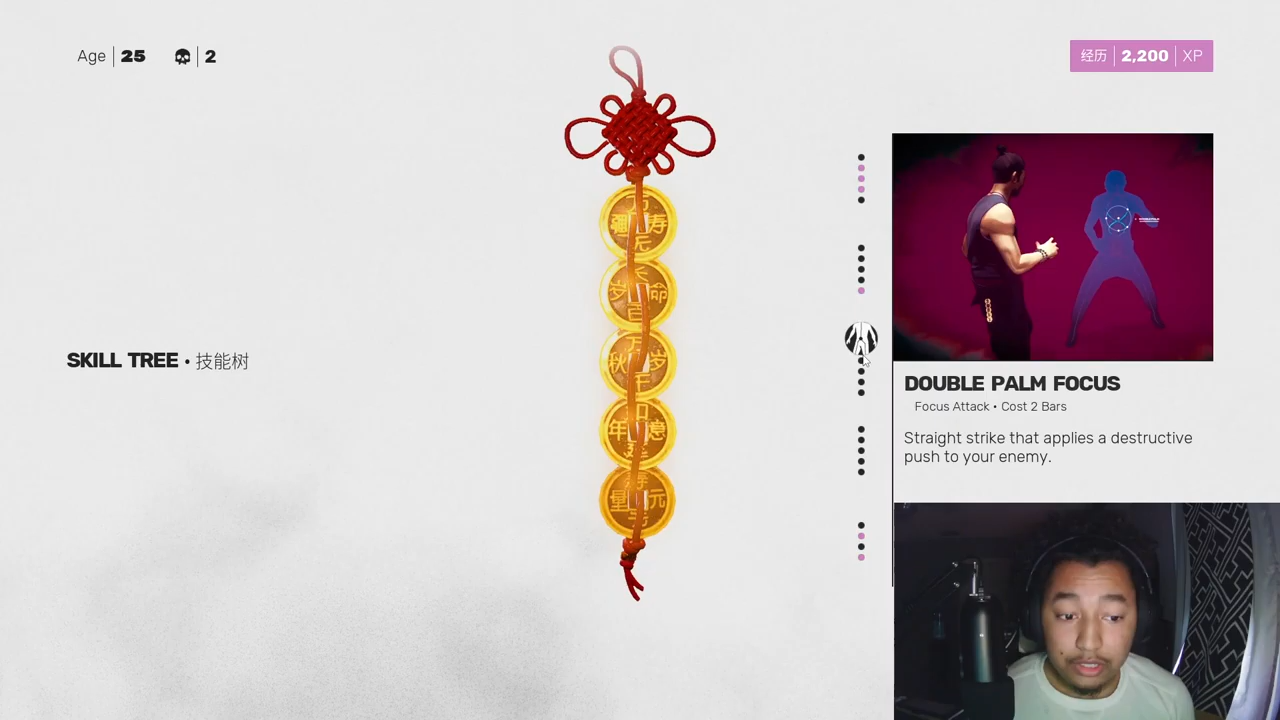 Age 25 2
经历 2,200 XP
SKILL TREE • 技能树
DOUBLE PALM FOCUS
Focus Attack • Cost 2 Bars
Straight strike that applies a destructive
push to your enemy.